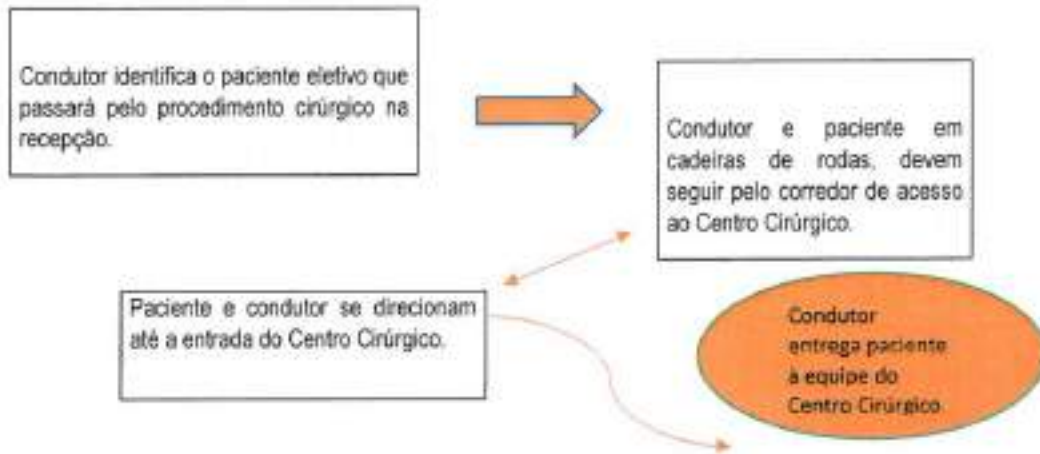 Condutor identifica o paciente eletivo que
passará pelo procedimento cirúrgico na
recepção.
Condutor e paciente em
cadeiras de rodas, devem
seguir pelo corredor de acesso
ao Centro Cirúrgico.
Paciente e condutor se direcionam
até a entrada do Centro Cirúrgico.
Condutor
entrega paciente
a equipe do
Centro Cirúrgico